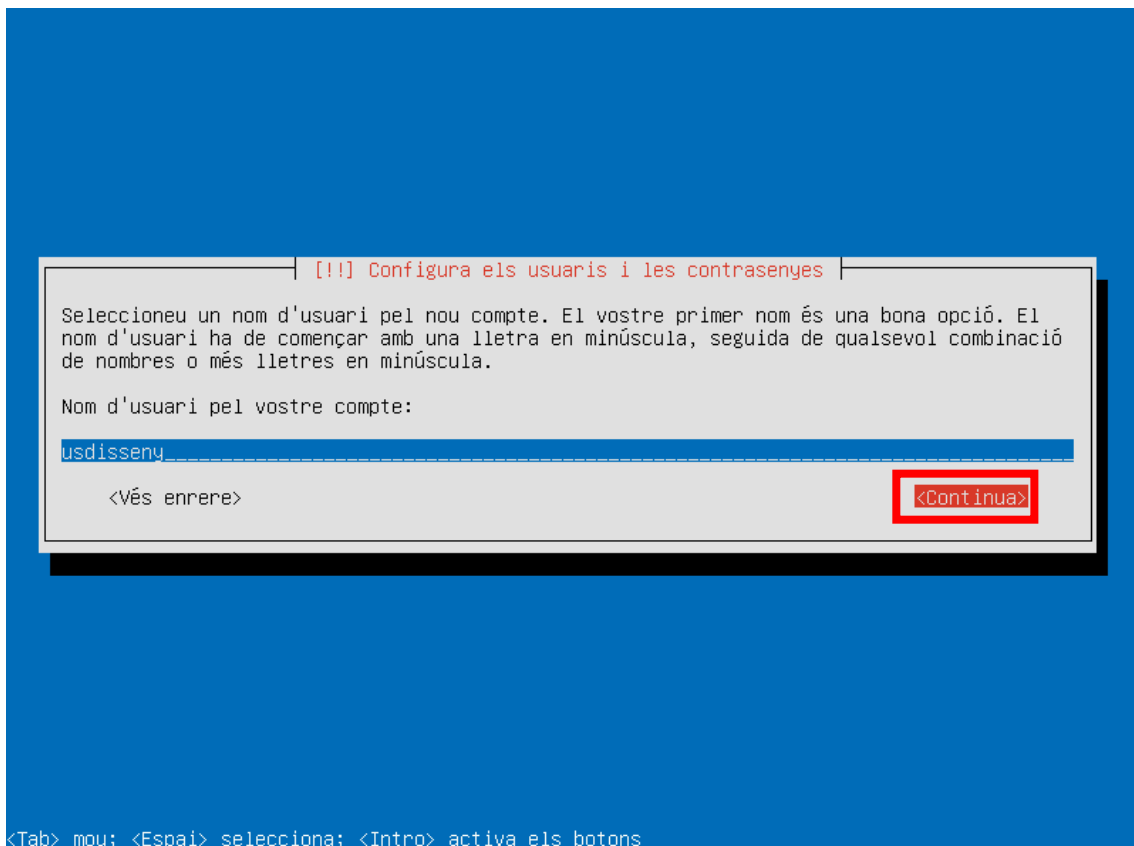 [!!] Configura els usuaris i les contrasenyes
Seleccioneu un nom d'usuari pel nou compte. El vostre primer nom és una bona opció. El
nom d'usuari ha de començar amb una lletra en minúscula, seguida de qualsevol combinació
de nombres o més lletres en minúscula.
Nom d'usuari pel vostre compte:
usdisseny
<Vés enrere> <Continua>
<Tab> mou; <Espai> selecciona; <Intro> activa els botons